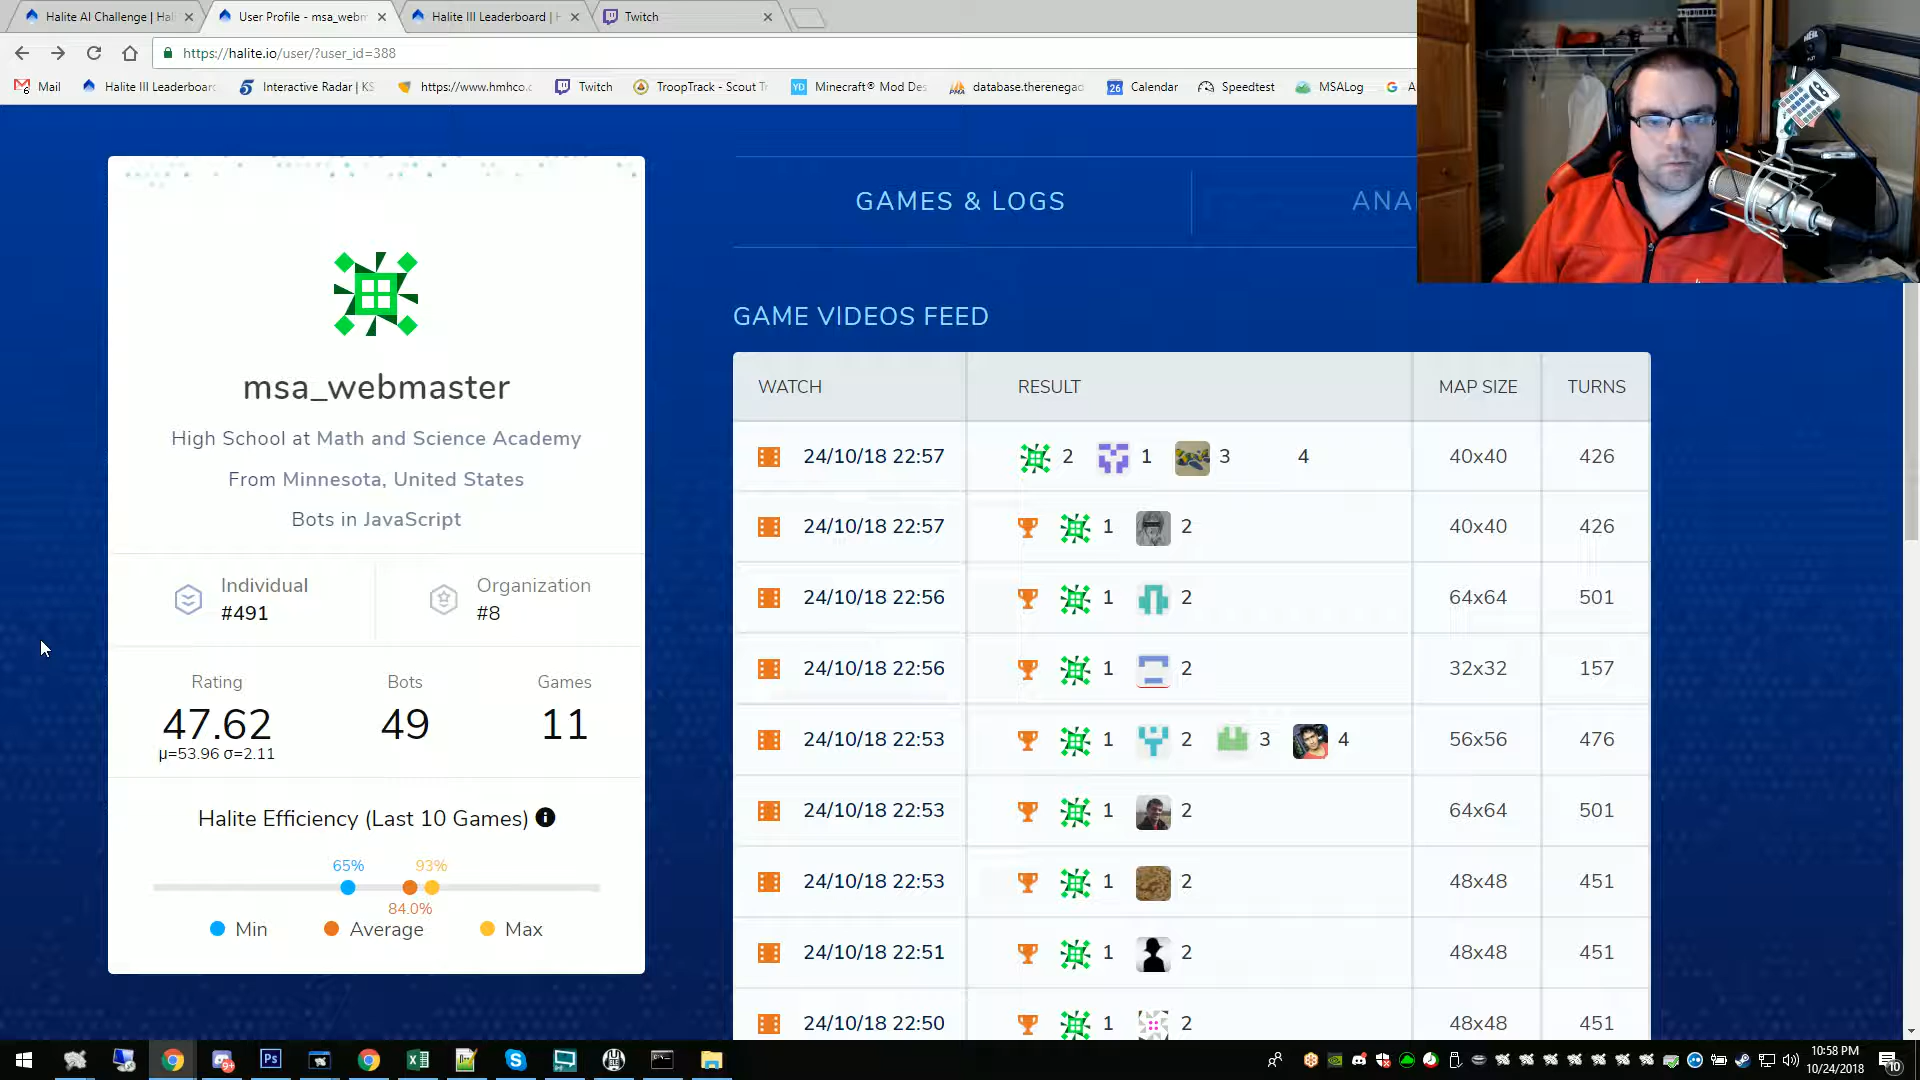 Halite AI Challenge | Hal
User Profile - msa_webm
Halite III Leaderboard | H
Twitch
https://halite.io/user/?user_id=388
Mail
Halite III Leaderboard
Interactive Radar | KS
https://www.hmhco.c
Twitch
TroopTrack - Scout Tr
Minecraft® Mod Des
database.therenegad
26 Calendar
Speedtest
MSALog
GAMES & LOGS
ANA
GAME VIDEOS FEED
msa_webmaster
High School at Math and Science Academy
From Minnesota, United States
Bots in JavaScript
Individual
#491
Organization
#8
Rating
47.62
μ=53.96 σ=2.11
Bots
49
Games
11
Halite Efficiency (Last 10 Games)
65%
93%
84.0%
Min
Average
Max
WATCH RESULT MAP SIZE TURNS
24/10/18 22:57 2 1 3 4 40x40 426
24/10/18 22:57 1 2 40x40 426
24/10/18 22:56 1 2 64x64 501
24/10/18 22:56 1 2 32x32 157
24/10/18 22:53 1 2 3 4 56x56 476
24/10/18 22:53 1 2 64x64 501
24/10/18 22:53 1 2 48x48 451
24/10/18 22:51 1 2 48x48 451
24/10/18 22:50 1 2 48x48 451
Ps
10:58 PM
10/24/2018
10